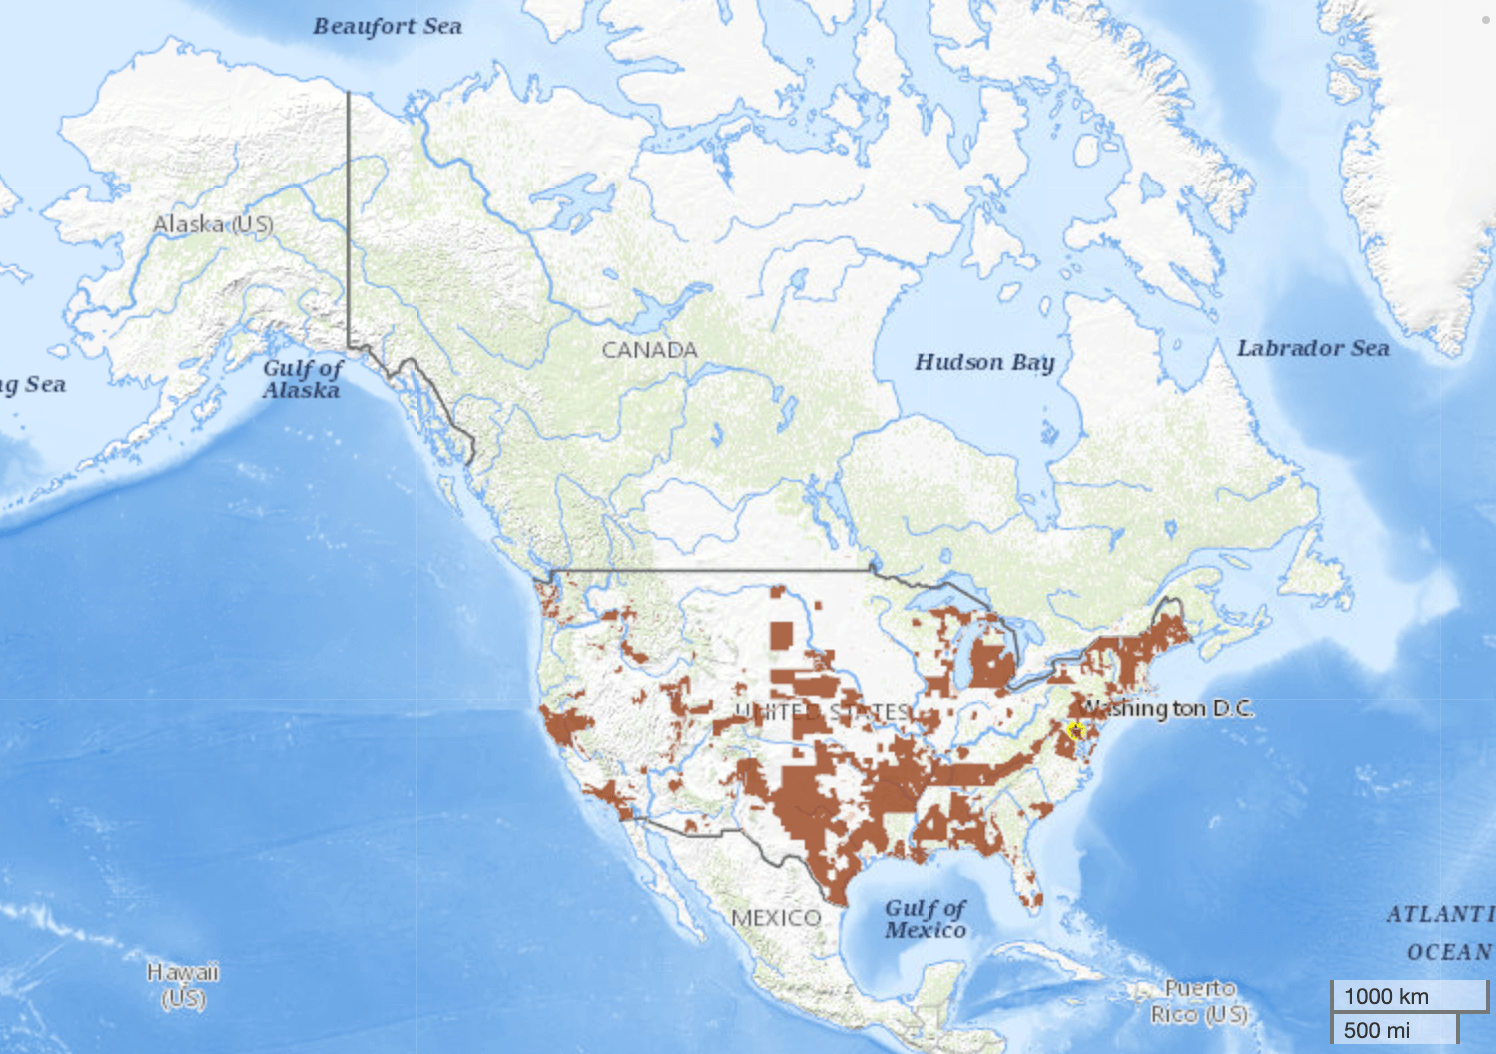 Beaufort Sea
Alaska (US)
CANADA
Hudson Bay
Labrador Sea
Gulf of
Alaska
ng Sea
UNITED STATES
Washington D.C.
MEXICO
Gulf of
Mexico
ATLANTI
OCEAN
Hawaii
(US)
Puerto
Rico (US)
1000 km
500 mi